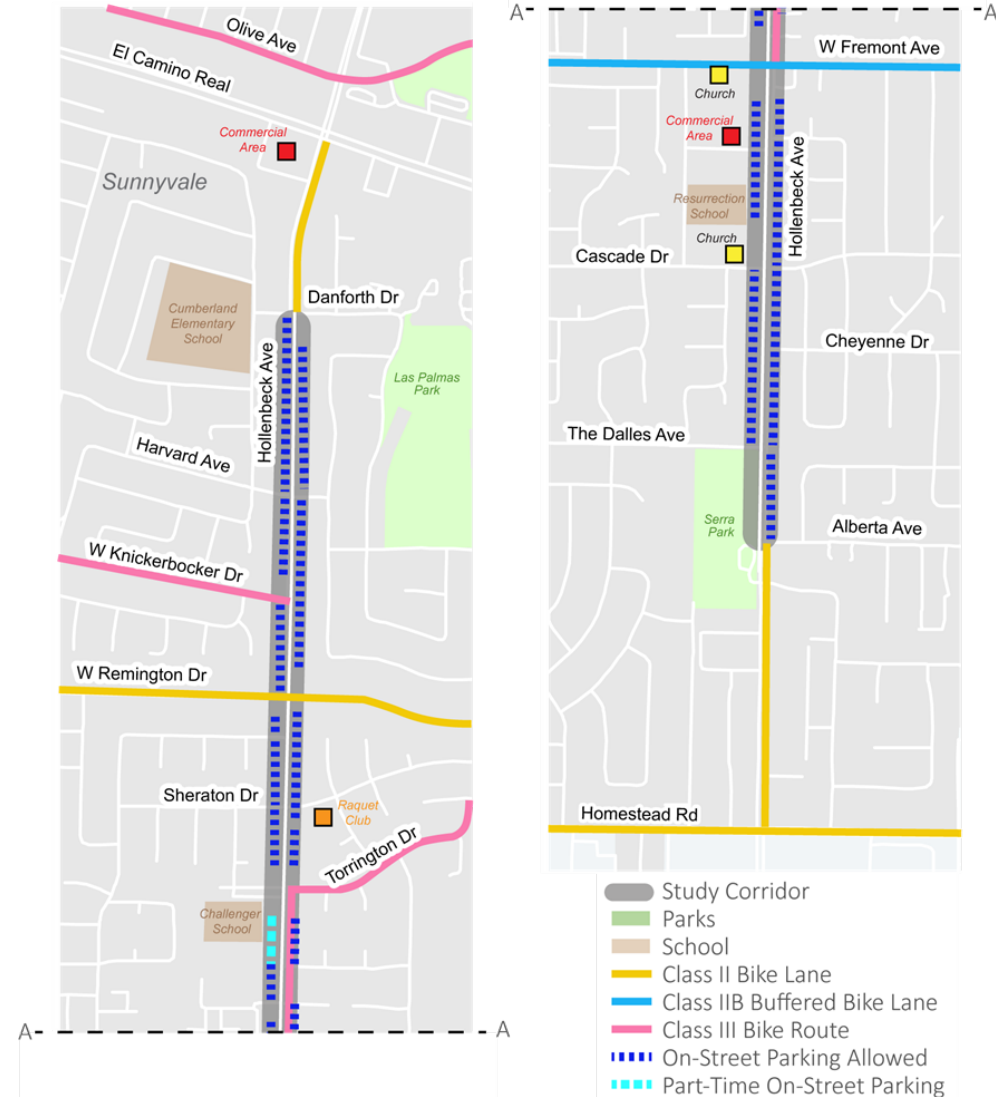 Olive Ave
El Camino Real
Commercial
Area
Sunnyvale
Danforth Dr
Cumberland
Elementary
School
Hollenbeck Ave
Las Palmas
Park
Harvard Ave
W Knickerbocker Dr
W Remington Dr
Sheraton Dr
Raquet
Club
Torrington Dr
Challenger
School
A
A
A
A
W Fremont Ave
Church
Commercial
Area
Hollenbeck Ave
Resurrection
School
Church
Cascade Dr
Cheyenne Dr
The Dalles Ave
Serra
Park
Alberta Ave
Homestead Rd
Study Corridor
Parks
School
Class II Bike Lane
Class IIB Buffered Bike Lane
Class III Bike Route
On-Street Parking Allowed
Part-Time On-Street Parking